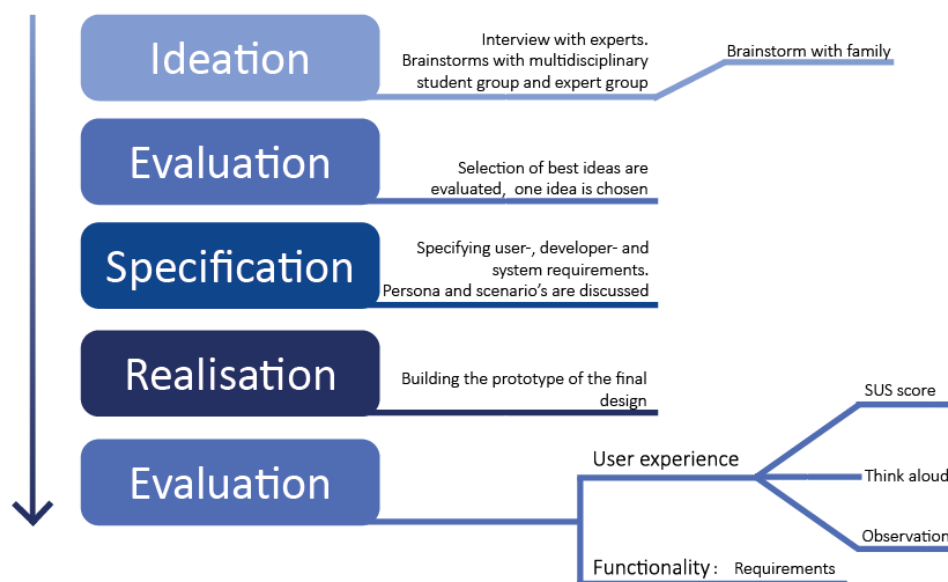 Ideation
Interview with experts.
Brainstorms with multidisciplinary
student group and expert group
Brainstorm with family
Evaluation
Selection of best ideas are
evaluated, one idea is chosen
Specification
Specifying user-, developer- and
system requirements.
Persona and scenario's are discussed
Realisation
Building the prototype of the final
design
Evaluation
User experience
SUS score
Think aloud
Observation
Functionality : Requirements